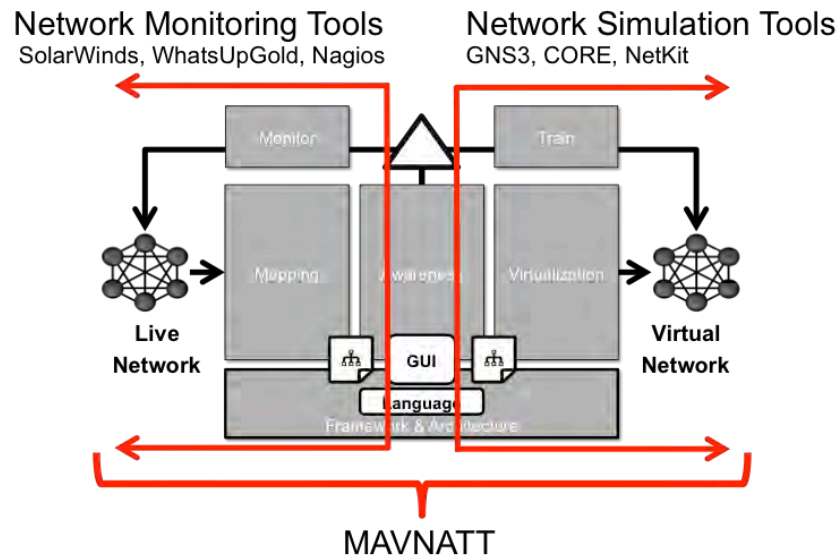 Network Monitoring Tools
SolarWinds, WhatsUpGold, Nagios
Network Simulation Tools
GNS3, CORE, NetKit
Monitor
Train
Mapping
Awareness
Virtualization
Live
Network
Virtual
Network
GUI
Language
Framework & Architecture
MAVNATT